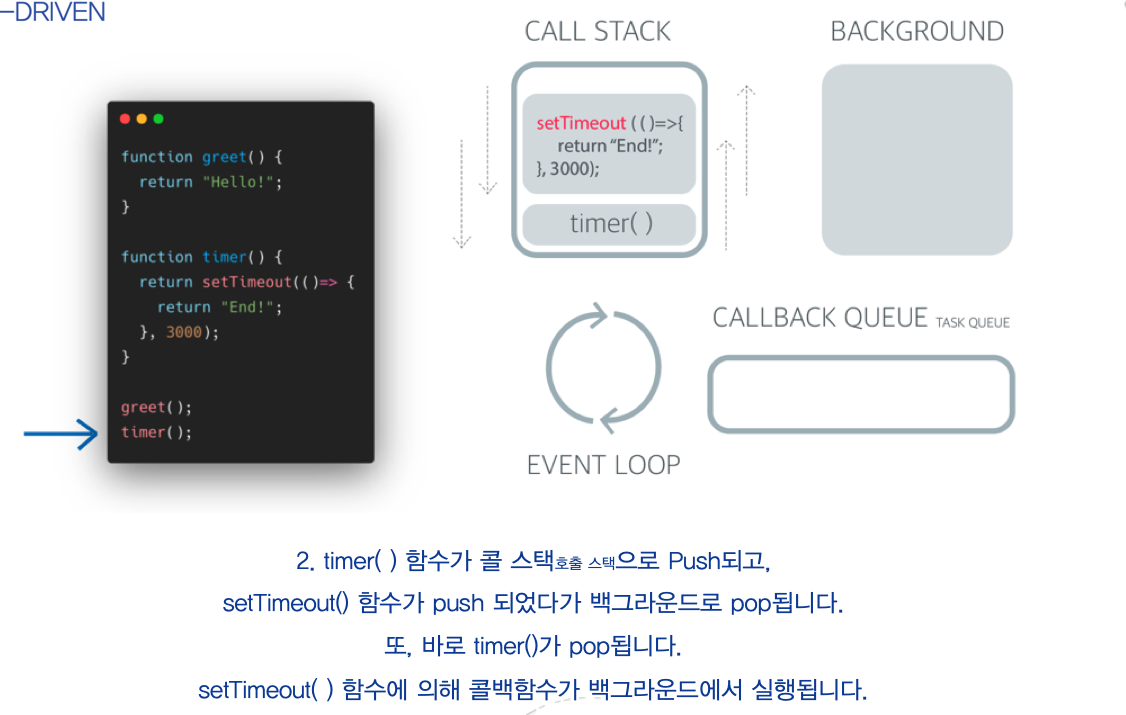 -DRIVEN
CALL STACK
BACKGROUND
function greet() {
return "Hello!";
}
function timer() {
return setTimeout(()=> {
return "End!";
}, 3000);
}
greet();
timer();
setTimeout (()=>{
return “End!”;
}, 3000);
timer( )
CALLBACK QUEUE TASK QUEUE
EVENT LOOP
2. timer( ) 함수가 콜 스택호출 스택으로 Push되고,
setTimeout() 함수가 push 되었다가 백그라운드로 pop됩니다.
또, 바로 timer()가 pop됩니다.
setTimeout( ) 함수에 의해 콜백함수가 백그라운드에서 실행됩니다.